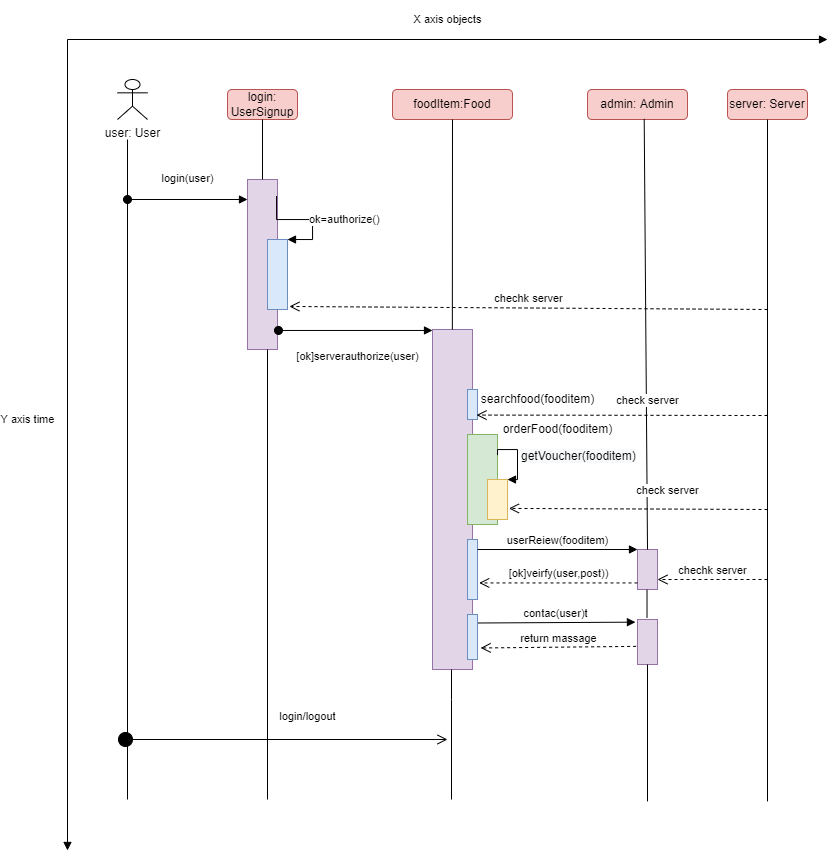 X axis objects
user: User
login:
UserSignup
foodItem:Food
admin: Admin
server: Server
login(user)
ok=authorize()
chechk server
[ok]serverauthorize(user)
searchfood(fooditem)
check server
Y axis time
orderFood(fooditem)
getVoucher(fooditem)
check server
userReiew(fooditem)
[ok]veirfy(user,post))
chechk server
contac(user)t
return massage
login/logout